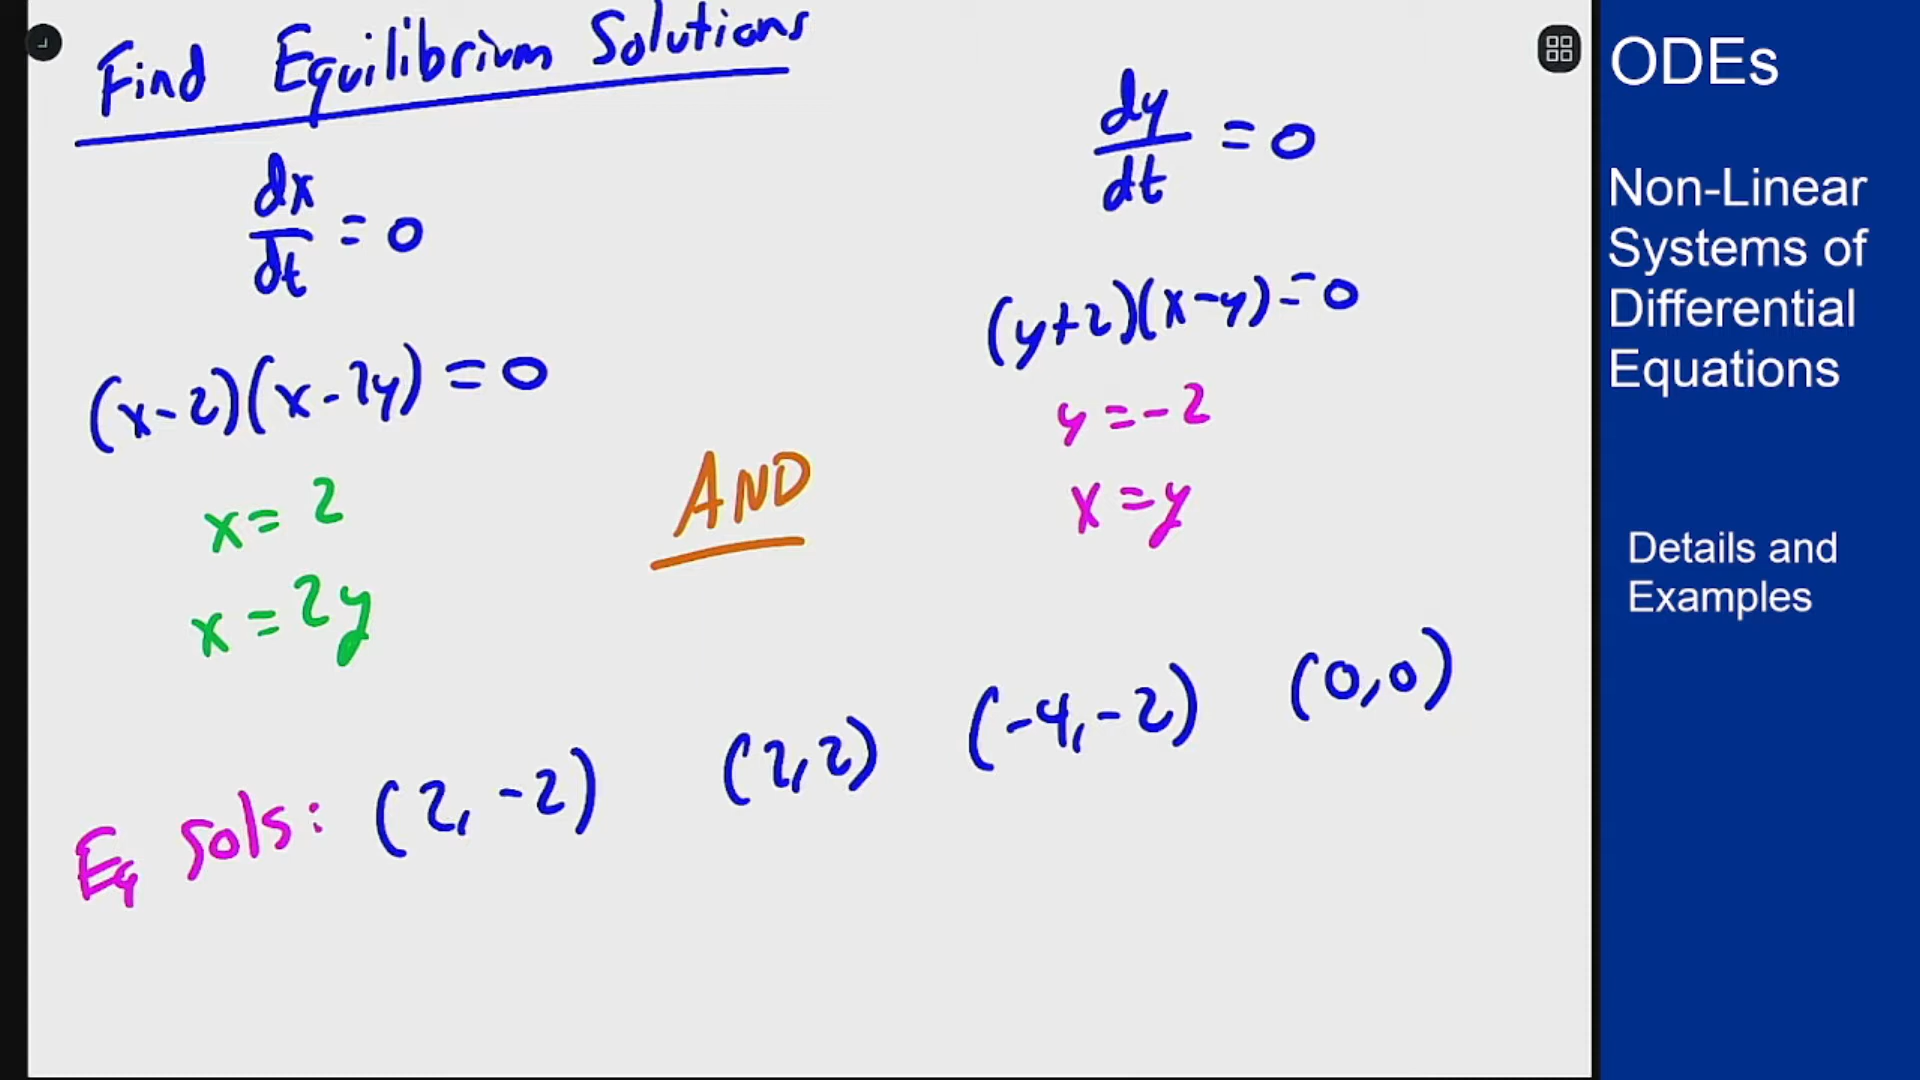 Find Equilibrium Solutions
dx/dt = 0
(x-2)(x-2y) = 0
x = 2
x = 2y
AND
dy/dt = 0
(y+2)(x-y) = 0
y = -2
x = y
Eq sols: (2, -2) (2,2) (-4,-2) (0,0)
ODEs
Non-Linear
Systems of
Differential
Equations
Details and
Examples